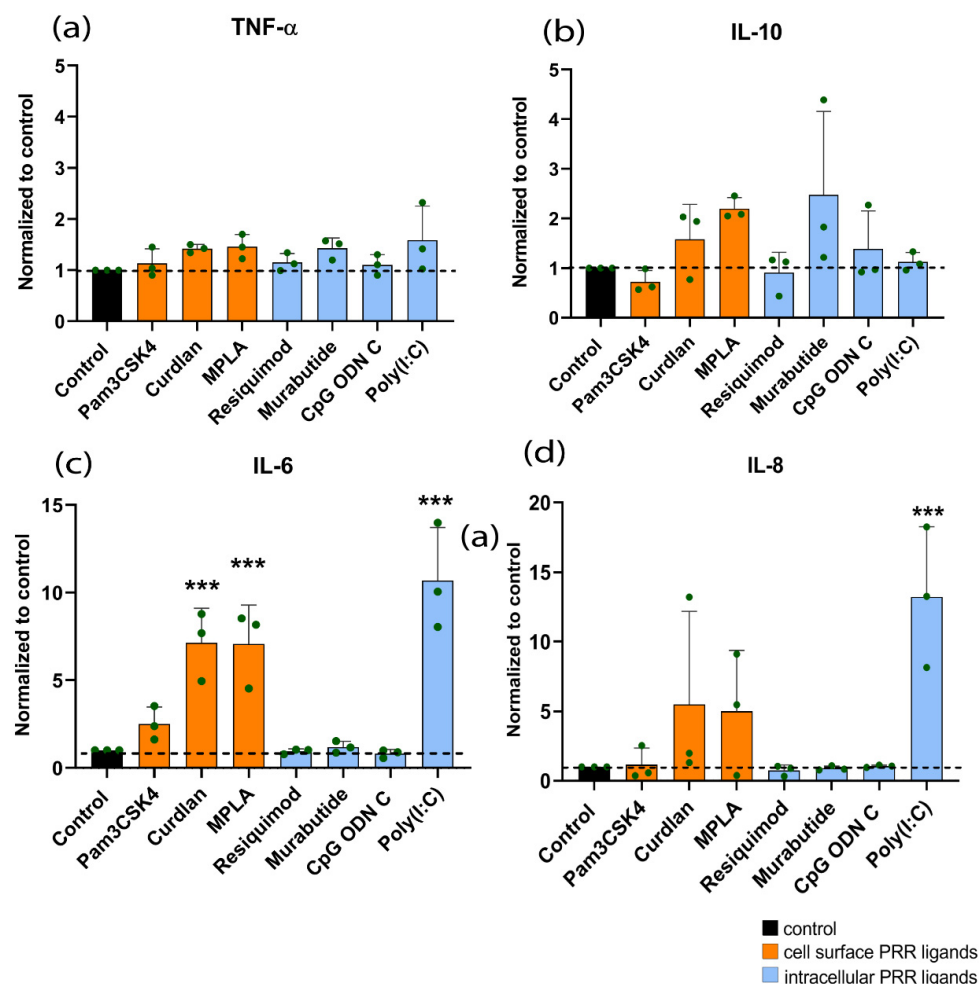 (a)
TNF-α
Normalized to control
5
4
3
2
1
0
Control
Pam3CSK4
Curdlan
MPLA
Resiquimod
Murabutide
CpG ODN C
Poly(I:C)
(b)
IL-10
Normalized to control
5
4
3
2
1
0
Control
Pam3CSK4
Curdlan
MPLA
Resiquimod
Murabutide
CpG ODN C
Poly(I:C)
(c)
IL-6
Normalized to control
15
10
5
0
***
***
***
Control
Pam3CSK4
Curdlan
MPLA
Resiquimod
Murabutide
CpG ODN C
Poly(I:C)
(d)
IL-8
(a)
Normalized to control
20
15
10
5
0
***
Control
Pam3CSK4
Curdlan
MPLA
Resiquimod
Murabutide
CpG ODN C
Poly(I:C)
control
cell surface PRR ligands
intracellular PRR ligands